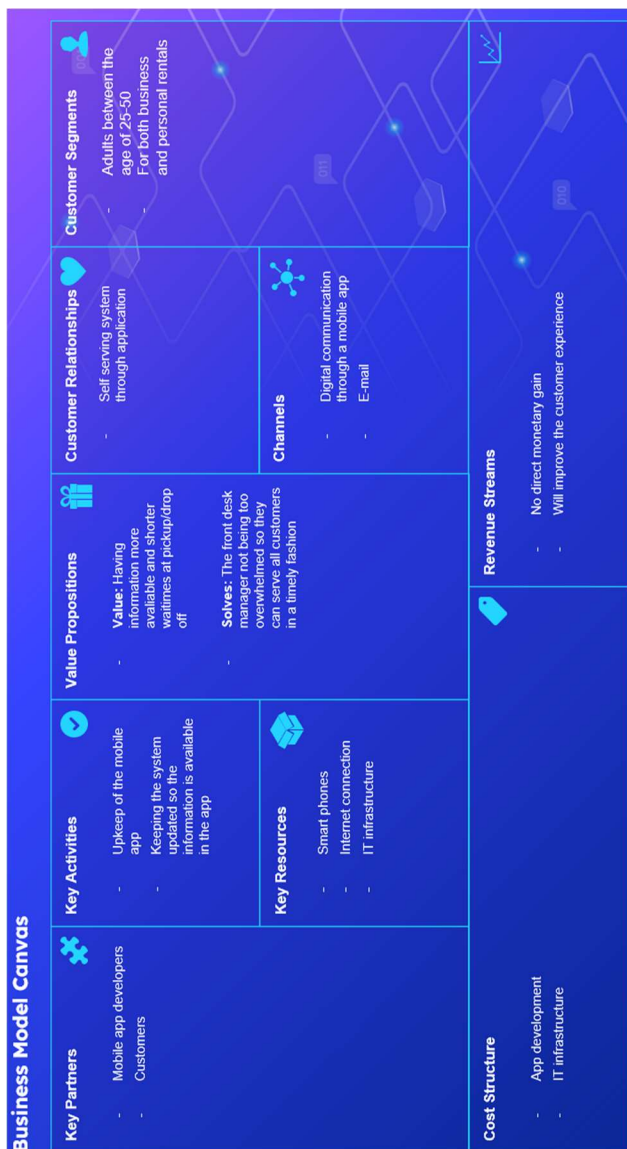 Business Model Canvas
Key Partners
- Mobile app developers
- Customers
Key Activities
- Upkeep of the mobile
app
- Keeping the system
updated so the
information is available
in the app
Key Resources
- Smart phones
- Internet connection
- IT infrastructure
Value Propositions
- Value: Having
information more
avaliable and shorter
waitimes at pickup/drop
off
- Solves: The front desk
manager not being too
overwhelmed so they
can serve all customers
in a timely fashion
Customer Relationships
- Self serving system
through application
Channels
- Digital communication
through a mobile app
- E-mail
Customer Segments
- Adults between the
age of 25-50
- For both business
and personal rentals
011
010
Cost Structure
- App development
- IT infrastructure
Revenue Streams
- No direct monetary gain
- Will improve the customer experience